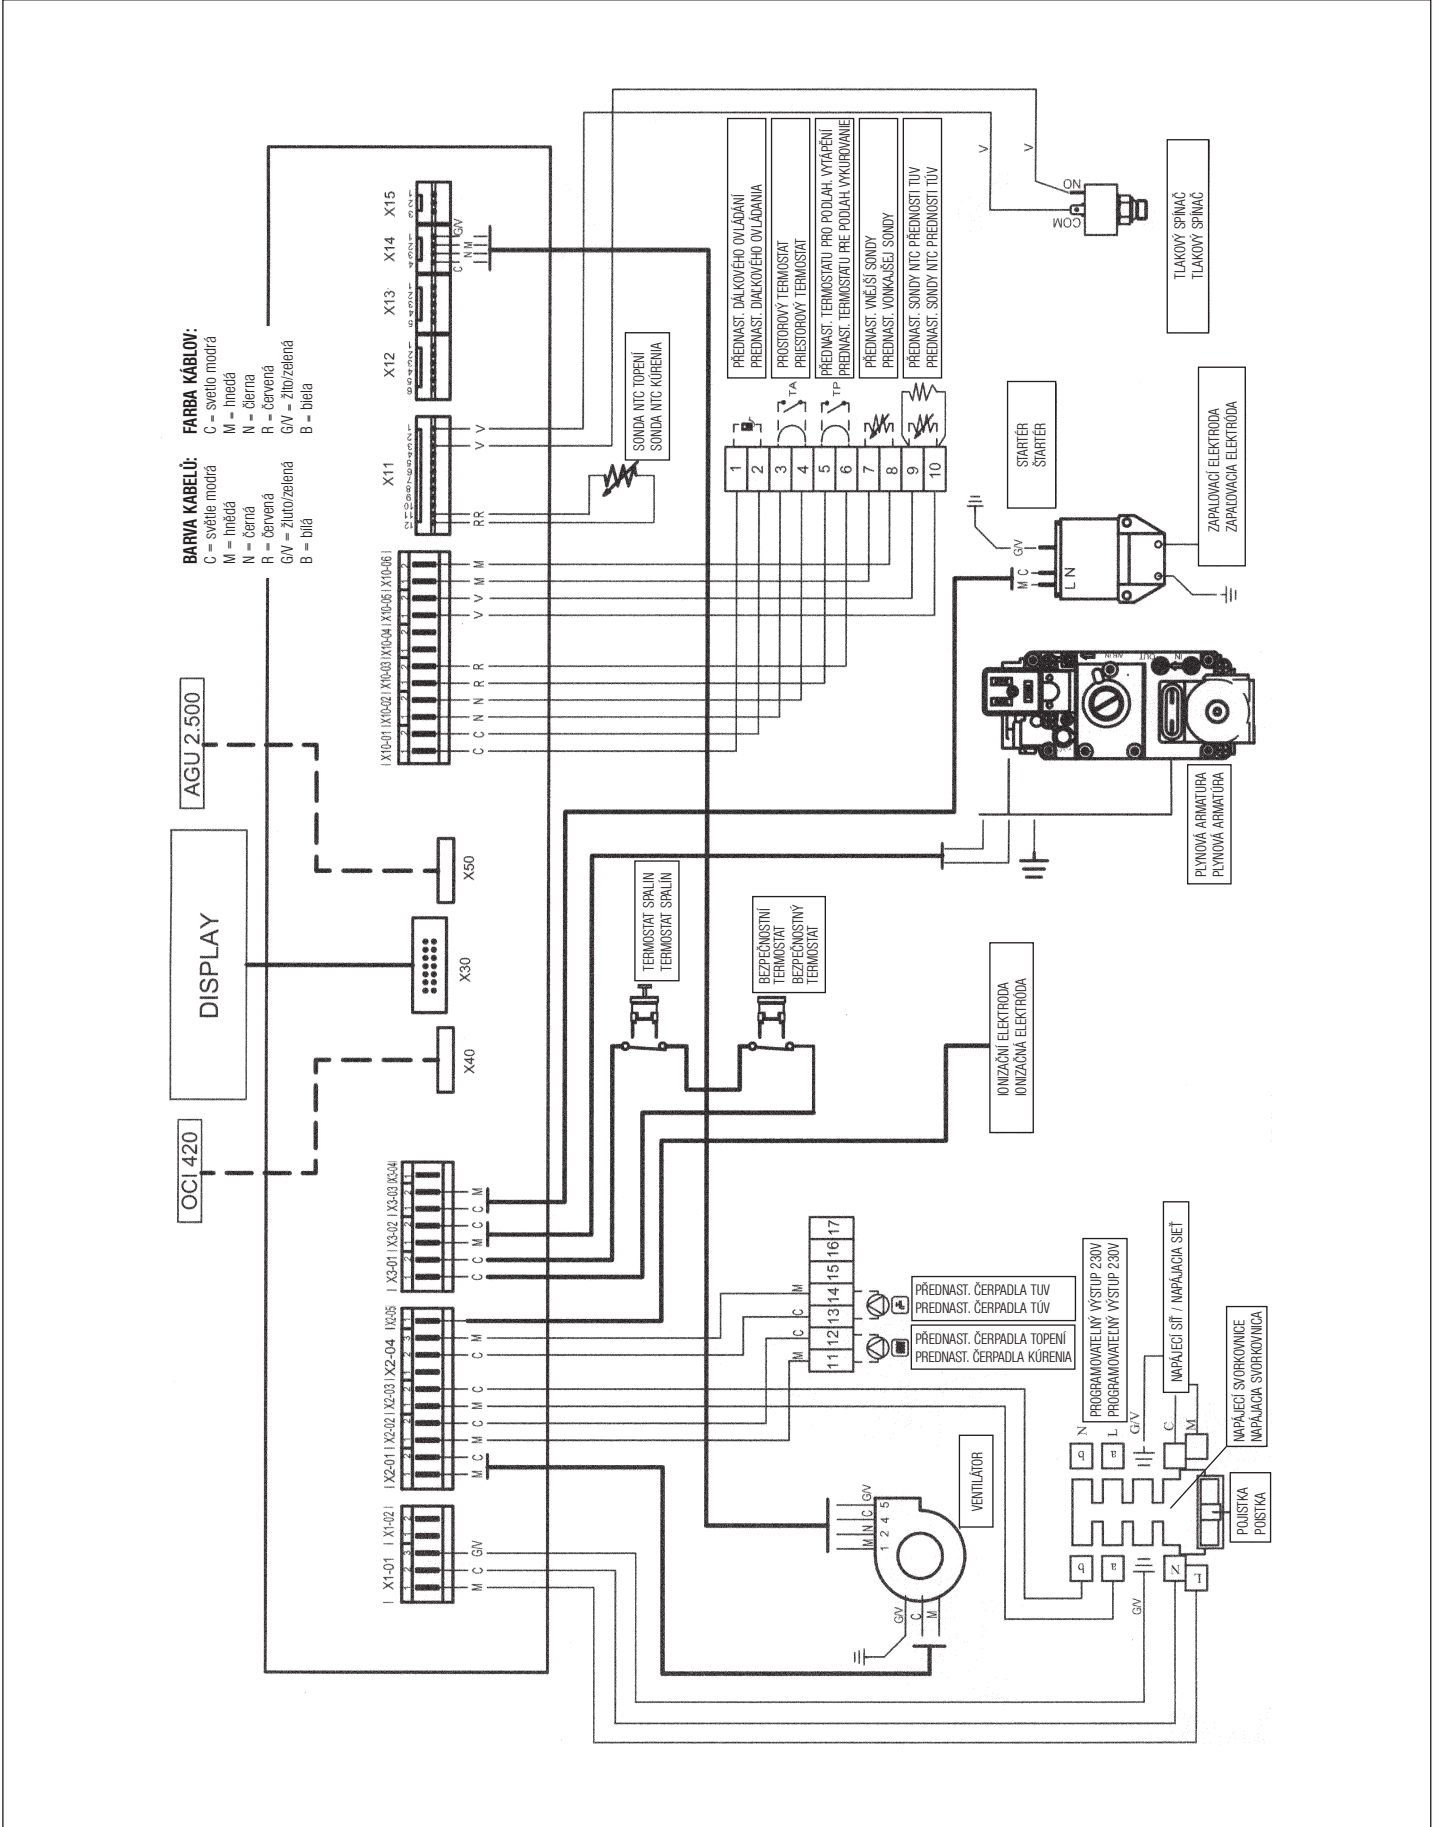 BARVA KABELŮ:
C = světle modrá
M = hnědá
N = černá
R = červená
G/V = žluto/zelená
B = bílá
FARBA KÁBLOV:
C = svetlo modrá
M = hnedá
N = čierna
R = červená
G/V = žlto/zelená
B = biela
OCI 420
DISPLAY
AGU 2.500
X40
X30
X50
X1-01 | X1-02
X2-01 | X2-02 | X2-03 | X2-04 | X2-05
X3-01 | X3-02 | X3-03 | X3-04
X10-01 | X10-02 | X10-03 | X10-04 | X10-05 | X10-06
X11
X12
X13
X14
X15
M C G/V
M C M C M C C M
C C M C C M
C C N N R R V V M M
RR V V
C N M G/V
SONDA NTC TOPENÍ
SONDA NTC KÚRENIA
TERMOSTAT SPALIN
TERMOSTAT SPALÍN
BEZPEČNOSTNÍ
TERMOSTAT
BEZPEČNOSTNÝ
TERMOSTAT
1 2 3 4 5 6 7 8 9 10
TA
TP
PŘEDNAST. DÁLKOVÉHO OVLÁDÁNÍ
PREDNAST. DIAĽKOVÉHO OVLÁDANIA
PROSTOROVÝ TERMOSTAT
PRIESTOROVÝ TERMOSTAT
PŘEDNAST. TERMOSTATU PRO PODLAH. VYTÁPĚNÍ
PREDNAST. TERMOSTATU PRE PODLAH. VYKUROVANIE
PŘEDNAST. VNĚJŠÍ SONDY
PREDNAST. VONKAJŠEJ SONDY
PŘEDNAST. SONDY NTC PŘEDNOSTI TUV
PREDNAST. SONDY NTC PREDNOSTI TÚV
11 12 13 14 15 16 17
M C C M
PŘEDNAST. ČERPADLA TUV
PREDNAST. ČERPADLA TÚV
PŘEDNAST. ČERPADLA TOPENÍ
PREDNAST. ČERPADLA KÚRENIA
M N C G/V
1 2 4 5
G/V
C
M
VENTILÁTOR
IONIZAČNÍ ELEKTRODA
IONIZAČNÁ ELEKTRÓDA
PLYNOVÁ ARMATURA
PLYNOVÁ ARMATÚRA
OUT
IN
M C G/V
L N
STARTÉR
ŠTARTÉR
ZAPALOVACÍ ELEKTRODA
ZAPAĽOVACIA ELEKTRÓDA
V
V
COM
NO
TLAKOVÝ SPÍNAČ
TLAKOVÝ SPÍNAČ
PROGRAMOVATELNÝ VÝSTUP 230V
PROGRAMOVATEĽNÝ VÝSTUP 230V
N
L
G/V
C
M
b
a
b
a
G/V
N
L
NAPÁJECÍ SÍŤ / NAPÁJACIA SIEŤ
NAPÁJECÍ SVORKOVNICE
NAPÁJACIA SVORKOVNICA
POJISTKA
POISTKA